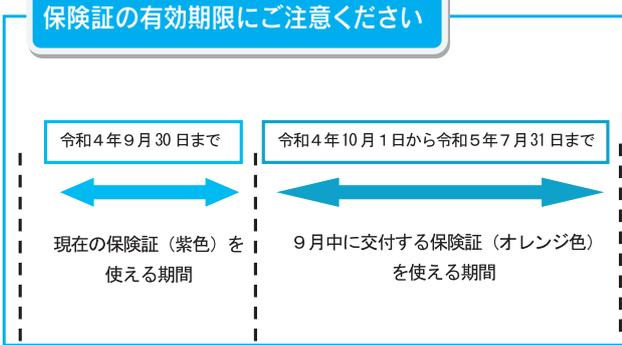 保険証の有効期限にご注意ください
令和４年９月30日まで
令和４年10月１日から令和５年７月31日まで
現在の保険証（紫色）を
使える期間
９月中に交付する保険証（オレンジ色）
を使える期間